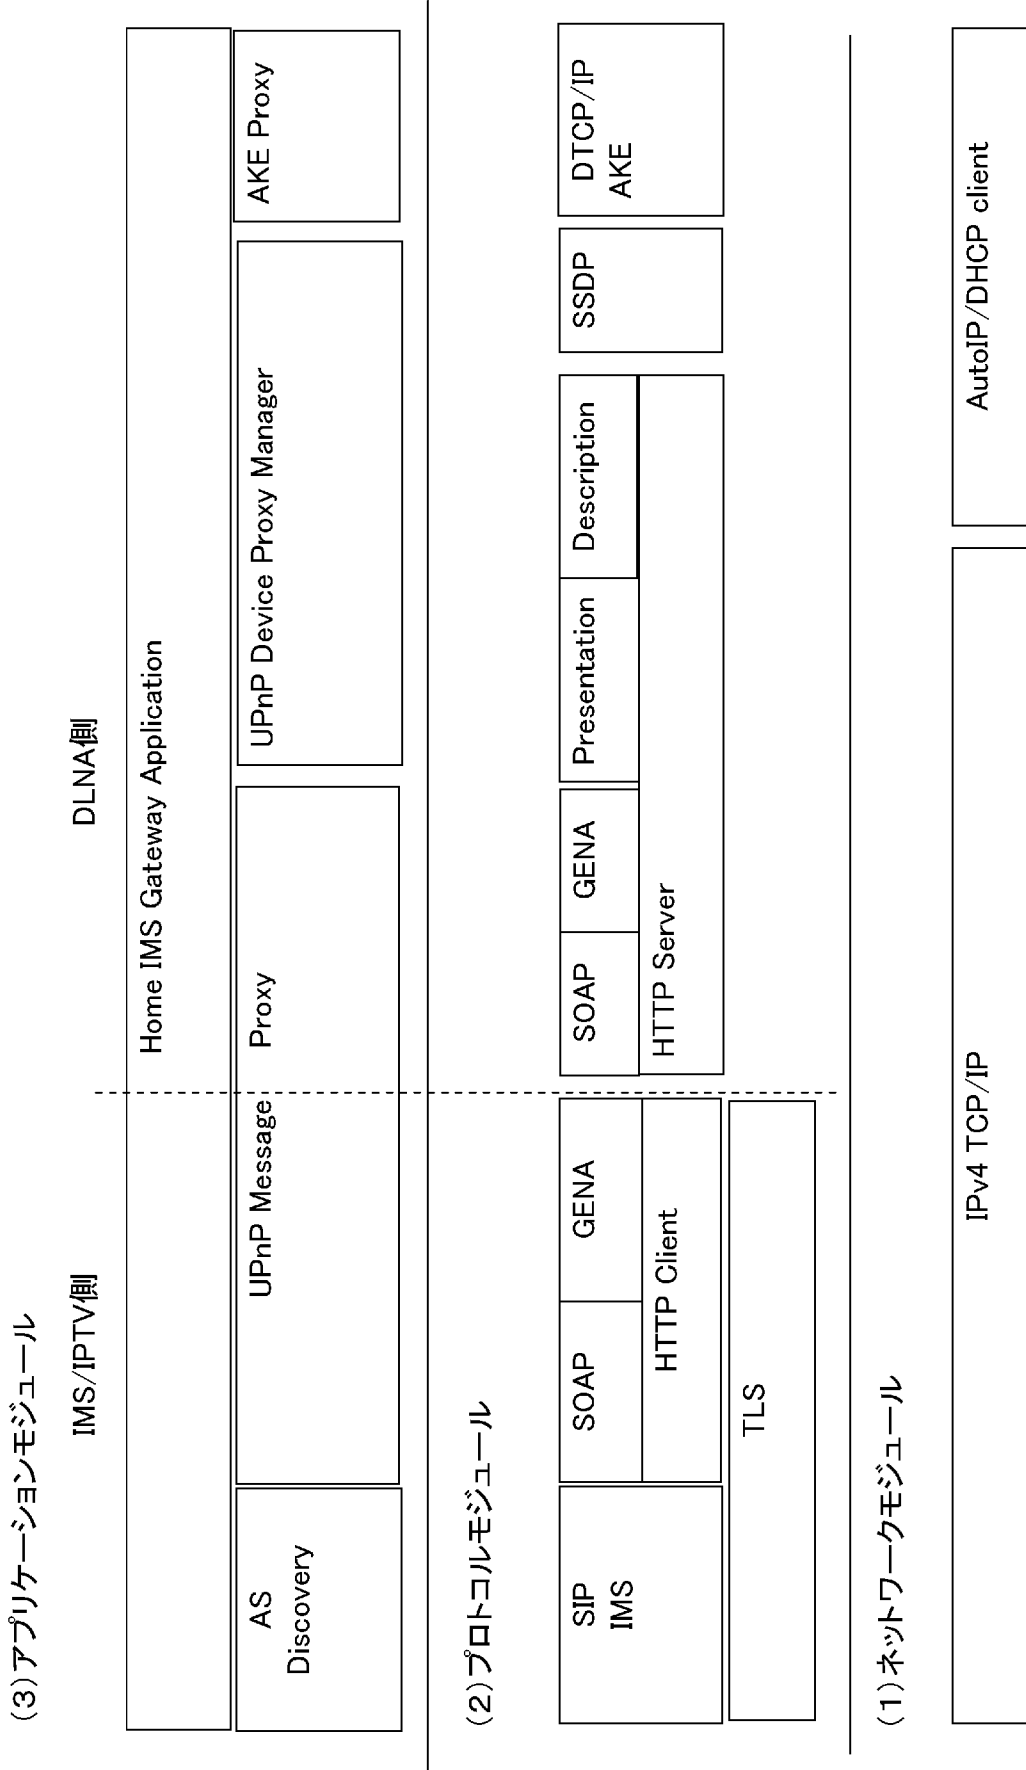 (3)アプリケーションモジュール
IMS/IPTV側
DLNA側
Home IMS Gateway Application
AS
Discovery
UPnP Message
Proxy
UPnP Device Proxy Manager
AKE Proxy
(2)プロトコルモジュール
SIP
IMS
SOAP
GENA
HTTP Client
TLS
SOAP
GENA
Presentation
Description
HTTP Server
SSDP
DTCP/IP
AKE
(1)ネットワークモジュール
IPv4 TCP/IP
AutoIP/DHCP client